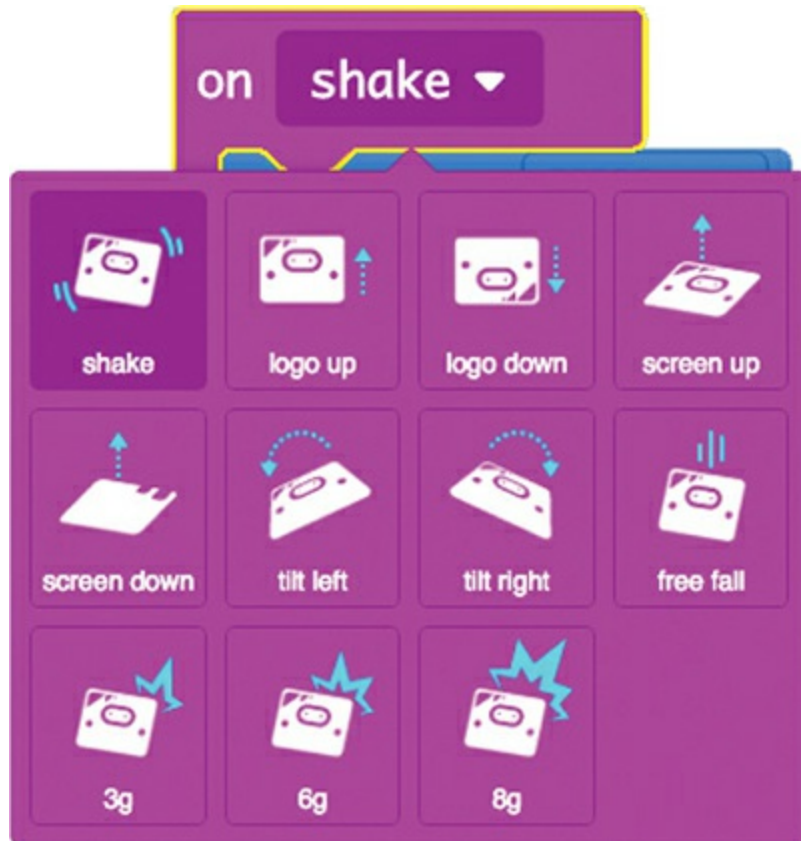 on shake
shake logo up logo down screen up
screen down tilt left tilt right free fall
3g 6g 8g